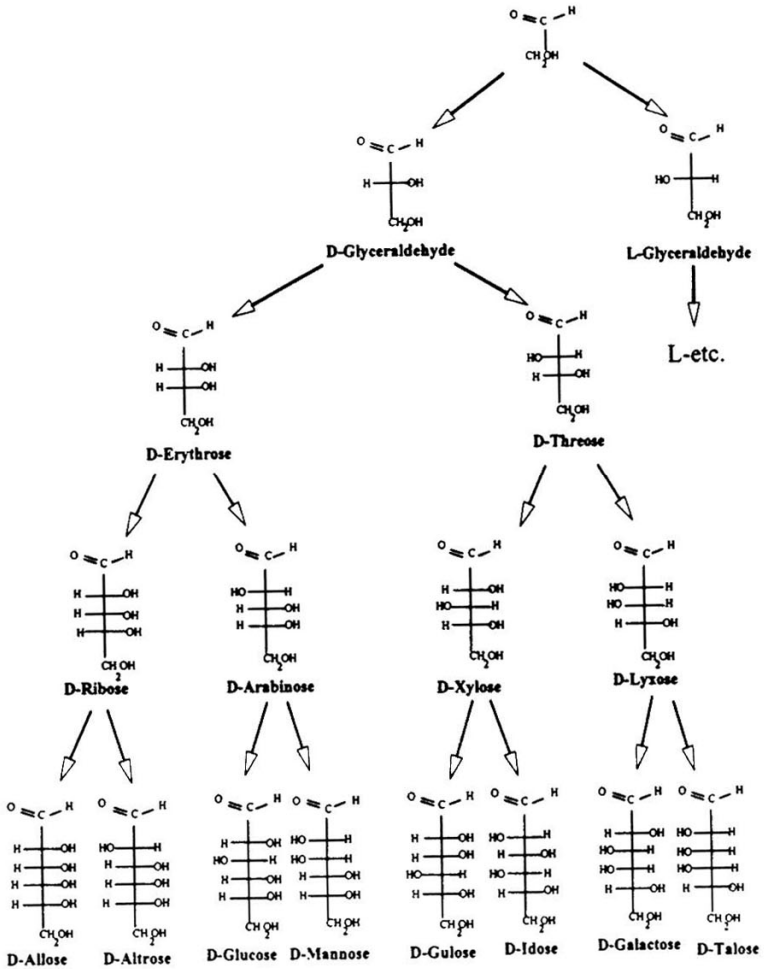 O C H
CH2OH
O C H
H OH
CH2OH
D-Glyceraldehyde
O C H
HO H
CH2OH
L-Glyceraldehyde
L-etc.
O C H
H OH
H OH
CH2OH
D-Erythrose
O C H
HO H
H OH
CH2OH
D-Threose
O C H
H OH
H OH
H OH
CH2OH
D-Ribose
O C H
HO H
H OH
H OH
CH2OH
D-Arabinose
O C H
H OH
HO H
H OH
CH2OH
D-Xylose
O C H
HO H
HO H
H OH
CH2OH
D-Lyxose
O C H
H OH
H OH
H OH
H OH
CH2OH
D-Allose
O C H
HO H
H OH
H OH
H OH
CH2OH
D-Altrose
O C H
H OH
HO H
H OH
H OH
CH2OH
D-Glucose
O C H
HO H
HO H
H OH
H OH
CH2OH
D-Mannose
O C H
H OH
H OH
HO H
H OH
CH2OH
D-Gulose
O C H
HO H
H OH
HO H
H OH
CH2OH
D-Idose
O C H
H OH
HO H
HO H
H OH
CH2OH
D-Galactose
O C H
HO H
HO H
HO H
H OH
CH2OH
D-Talose